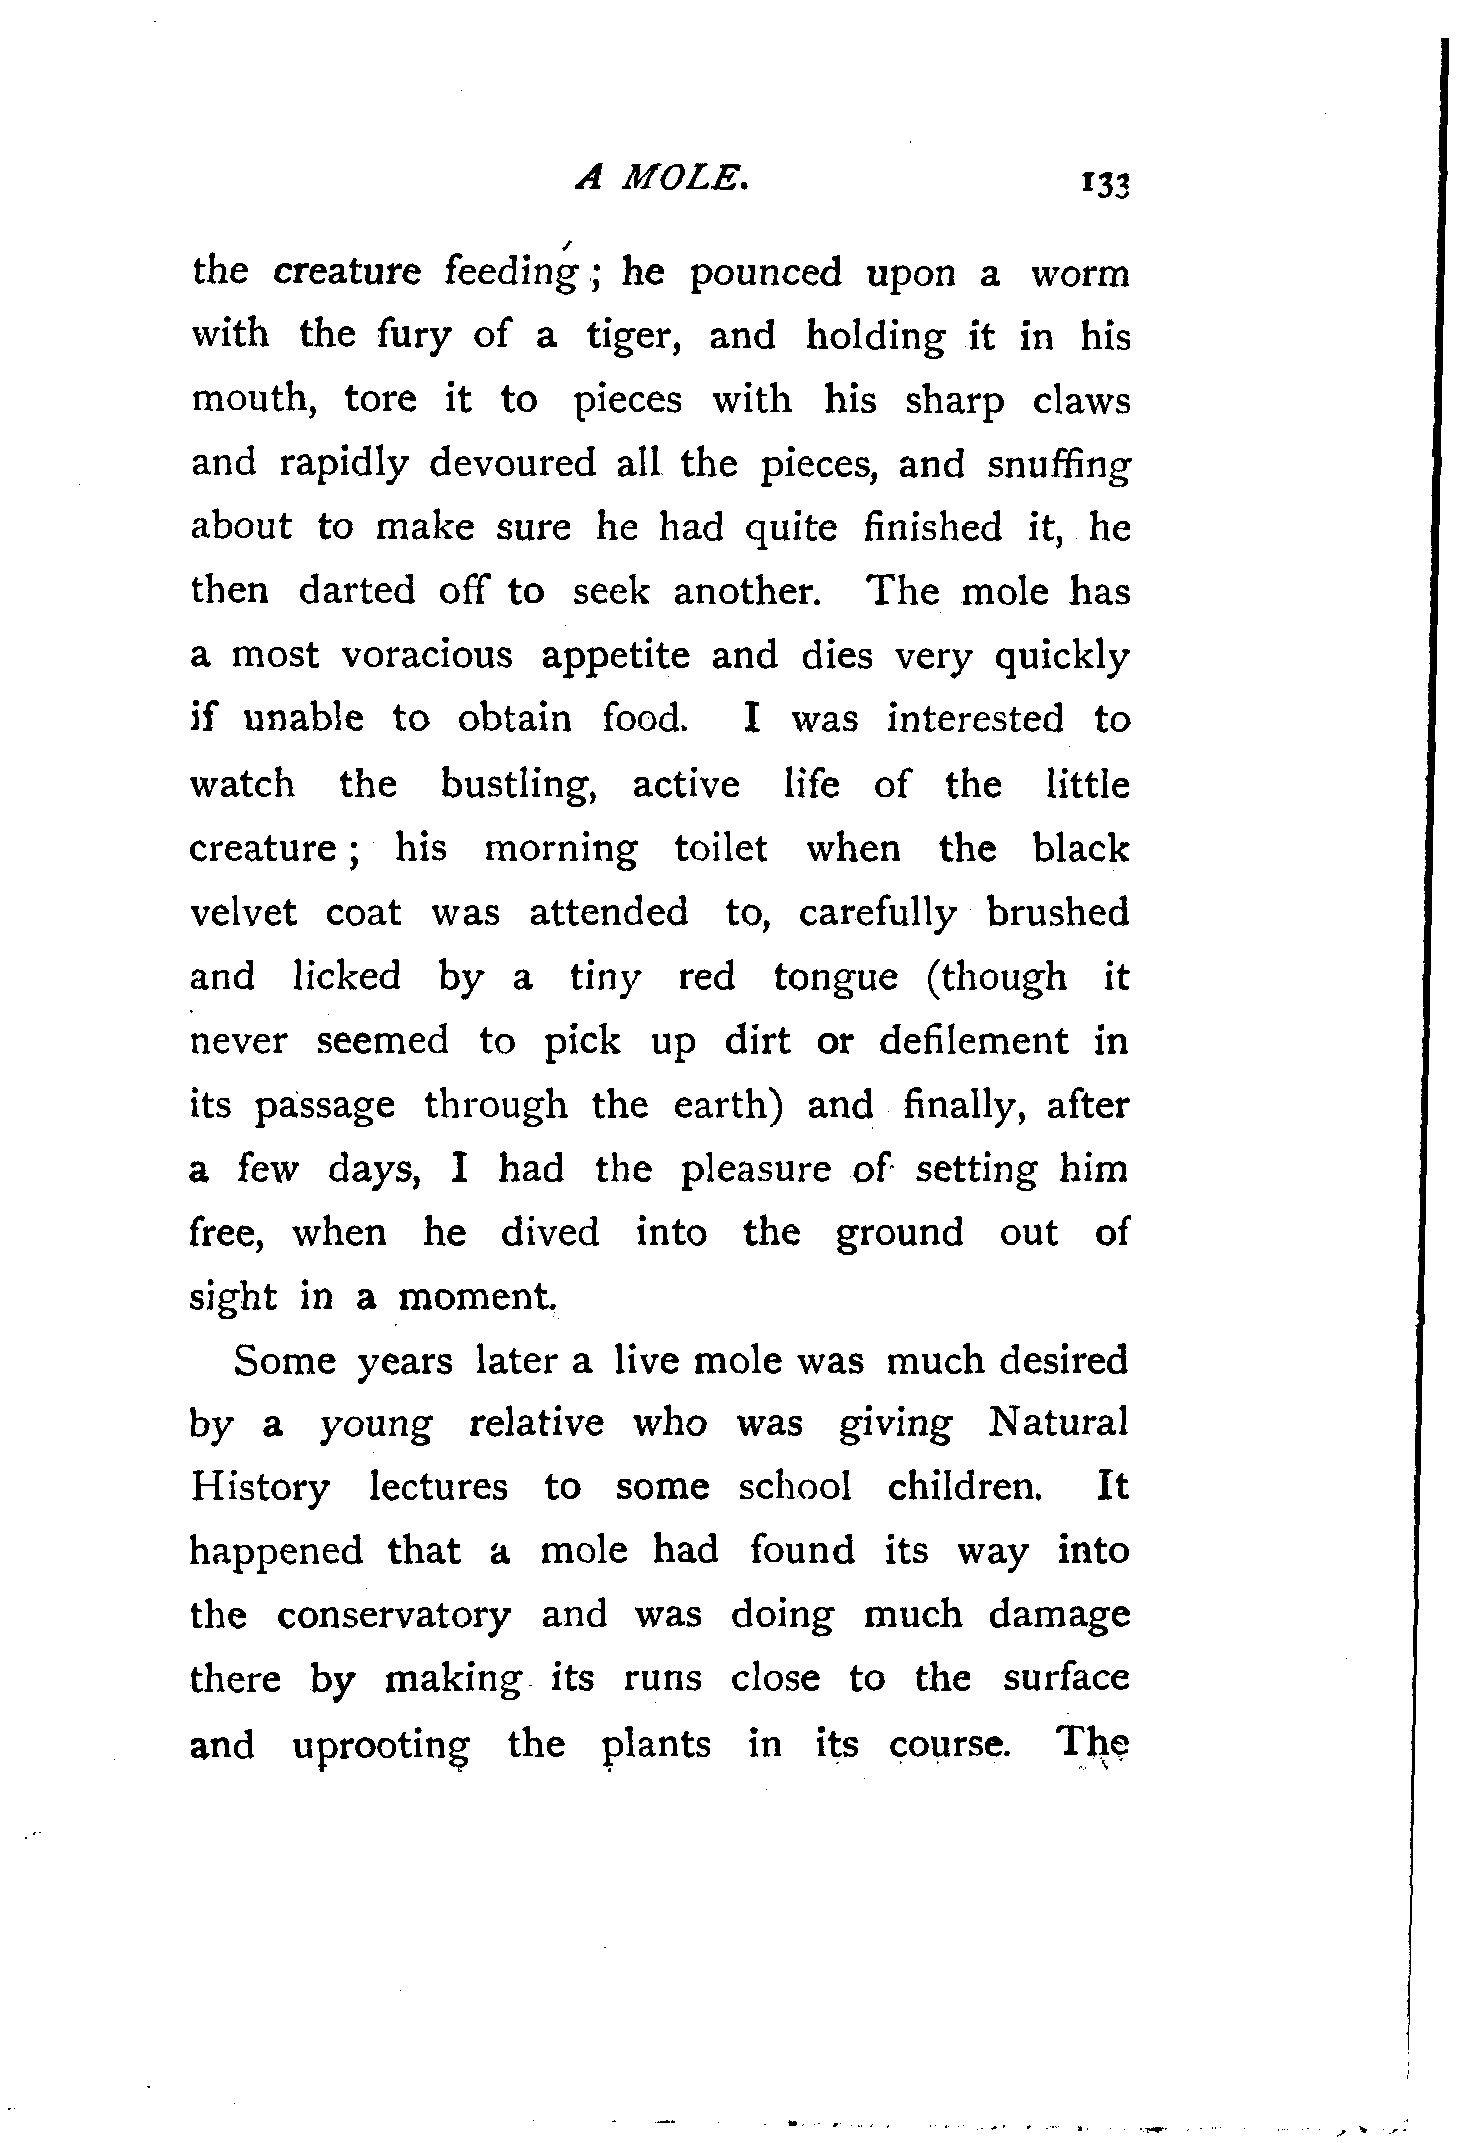 A MOLE. 133
the creature feeding; he pounced upon a worm
with the fury of a tiger, and holding it in his
mouth, tore it to pieces with his sharp claws
and rapidly devoured all the pieces, and snuffing
about to make sure he had quite finished it, he
then darted off to seek another. The mole has
a most voracious appetite and dies very quickly
if unable to obtain food. I was interested to
watch the bustling, active life of the little
creature; his morning toilet when the black
velvet coat was attended to, carefully brushed
and licked by a tiny red tongue (though it
never seemed to pick up dirt or defilement in
its passage through the earth) and finally, after
a few days, I had the pleasure of setting him
free, when he dived into the ground out of
sight in a moment.
Some years later a live mole was much desired
by a young relative who was giving Natural
History lectures to some school children. It
happened that a mole had found its way into
the conservatory and was doing much damage
there by making its runs close to the surface
and uprooting the plants in its course. The